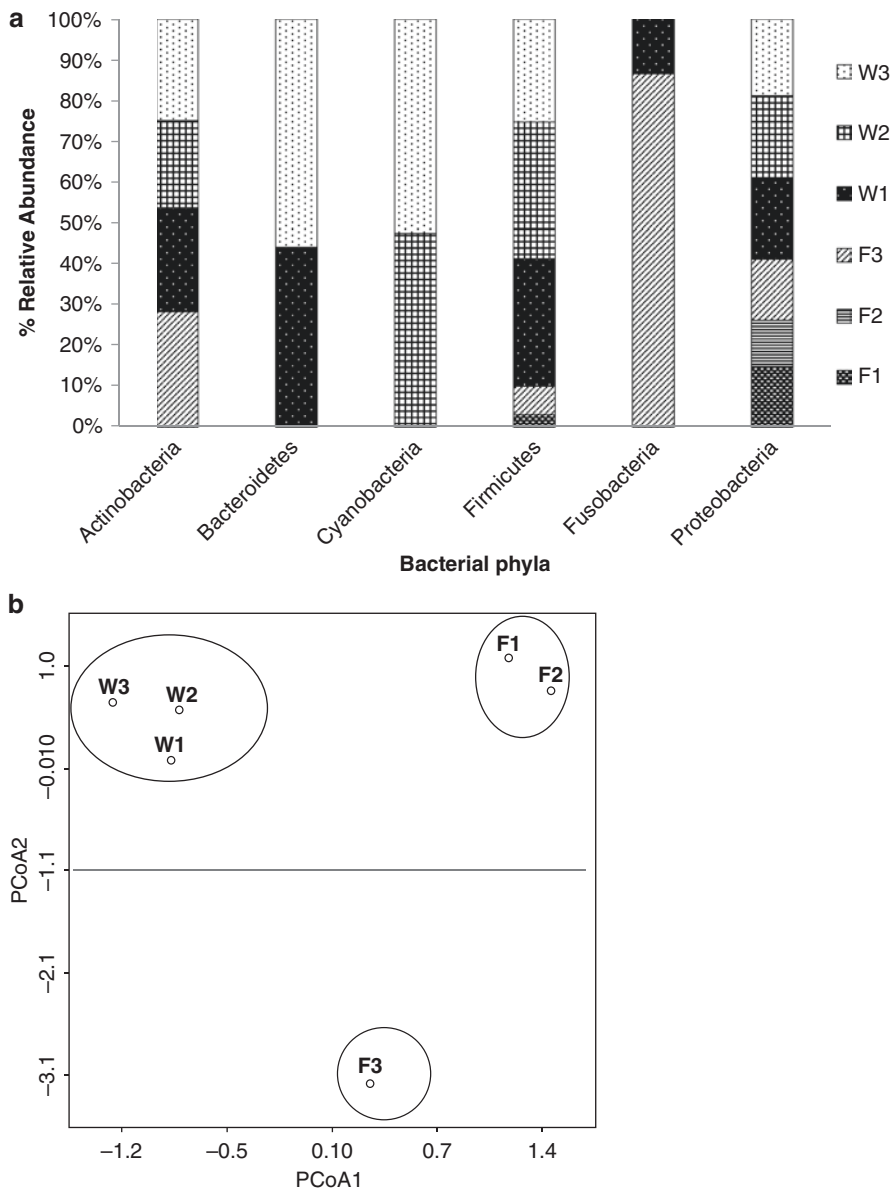 a
100%
90%
80%
70%
60%
50%
40%
30%
20%
10%
0%
% Relative Abundance
Actinobacteria
Bacteroidetes
Cyanobacteria
Firmicutes
Fusobacteria
Proteobacteria
Bacterial phyla
W3
W2
W1
F3
F2
F1
b
1.0
−0.010
−1.1
−2.1
−3.1
PCoA2
W3
W2
W1
F1
F2
F3
−1.2
−0.5
0.10
0.7
1.4
PCoA1